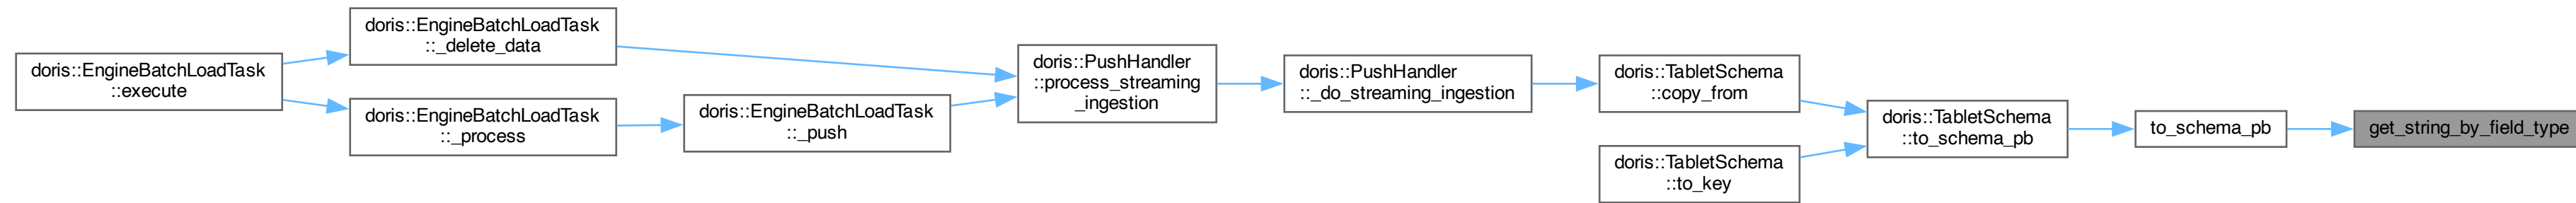 doris::EngineBatchLoadTask
::execute
doris::EngineBatchLoadTask
::_delete_data
doris::EngineBatchLoadTask
::_process
doris::EngineBatchLoadTask
::_push
doris::PushHandler
::process_streaming
_ingestion
doris::PushHandler
::_do_streaming_ingestion
doris::TabletSchema
::copy_from
doris::TabletSchema
::to_key
doris::TabletSchema
::to_schema_pb
to_schema_pb
get_string_by_field_type